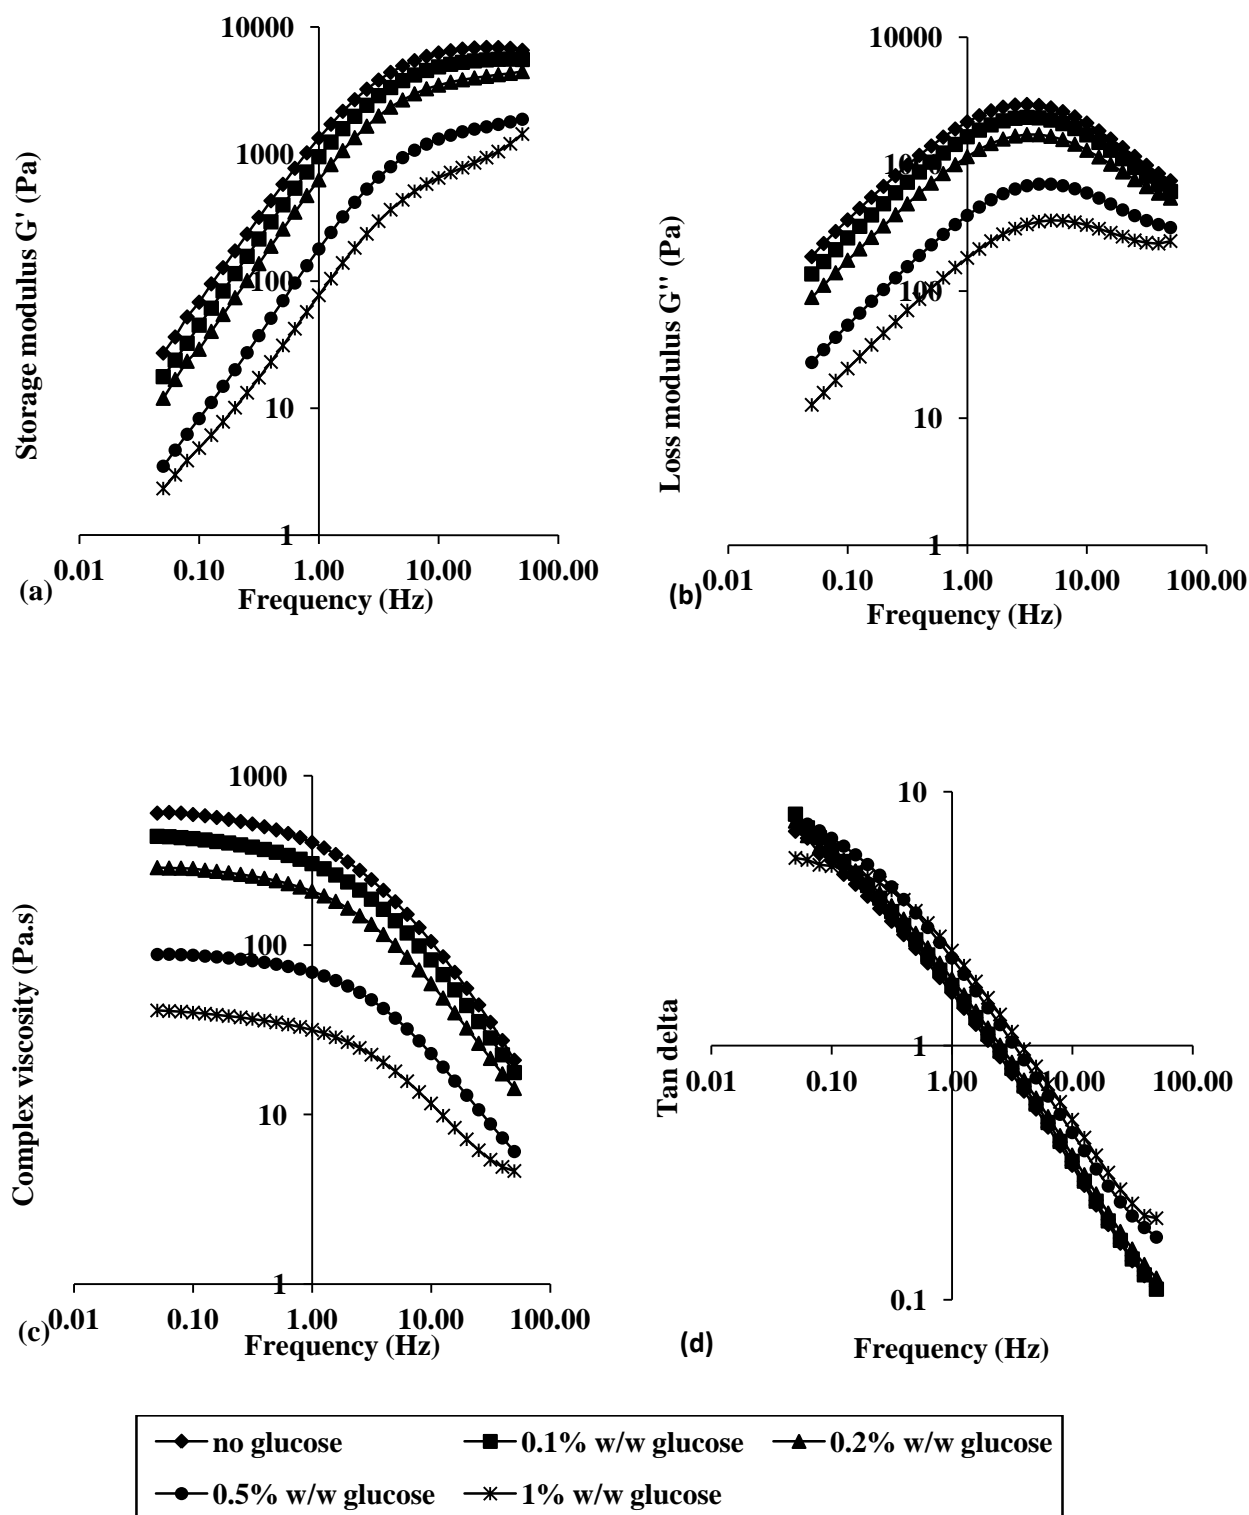 10000
1000
100
10
1
0.01 0.10 1.00 10.00 100.00
Storage modulus G' (Pa)
Frequency (Hz)
(a)
10000
1000
100
10
1
0.01 0.10 1.00 10.00 100.00
Loss modulus G'' (Pa)
Frequency (Hz)
(b)
1000
100
10
1
0.01 0.10 1.00 10.00 100.00
Complex viscosity (Pa.s)
Frequency (Hz)
(c)
10
1
0.1
0.01 0.10 1.00 10.00 100.00
Tan delta
Frequency (Hz)
(d)
no glucose 0.1% w/w glucose 0.2% w/w glucose
0.5% w/w glucose 1% w/w glucose